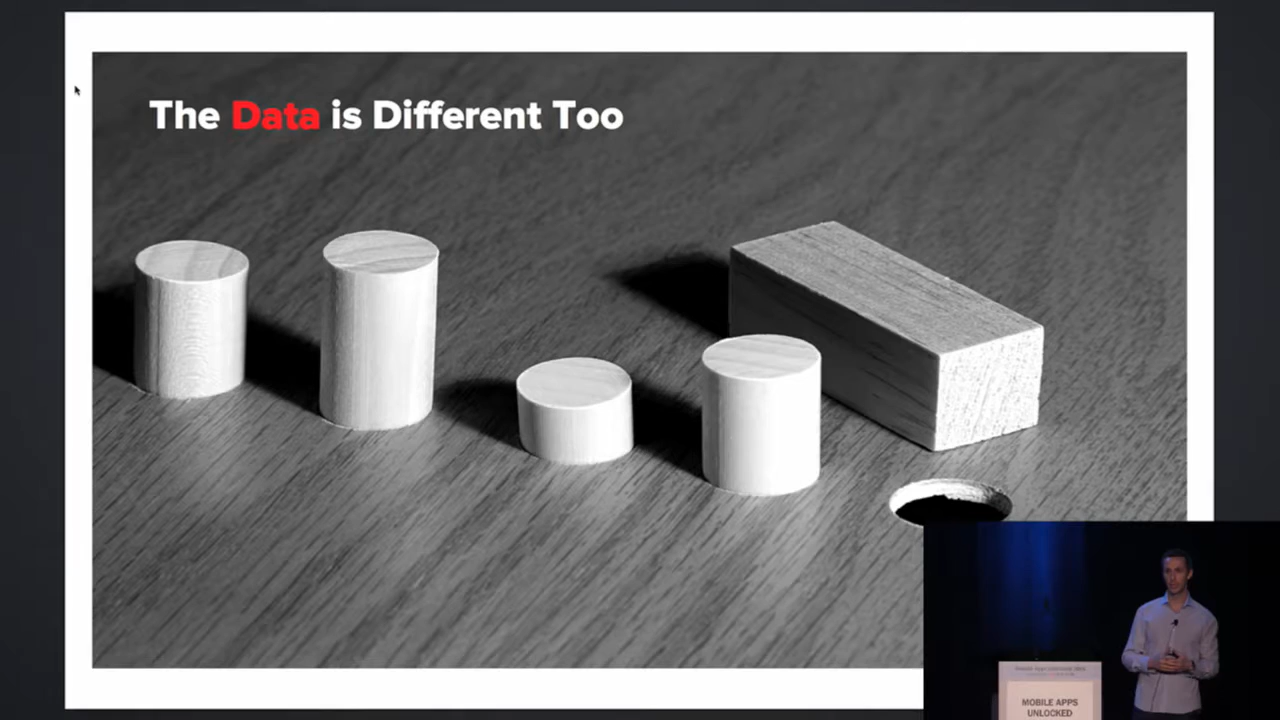 The Data is Different Too
MOBILE APPS
UNLOCKED